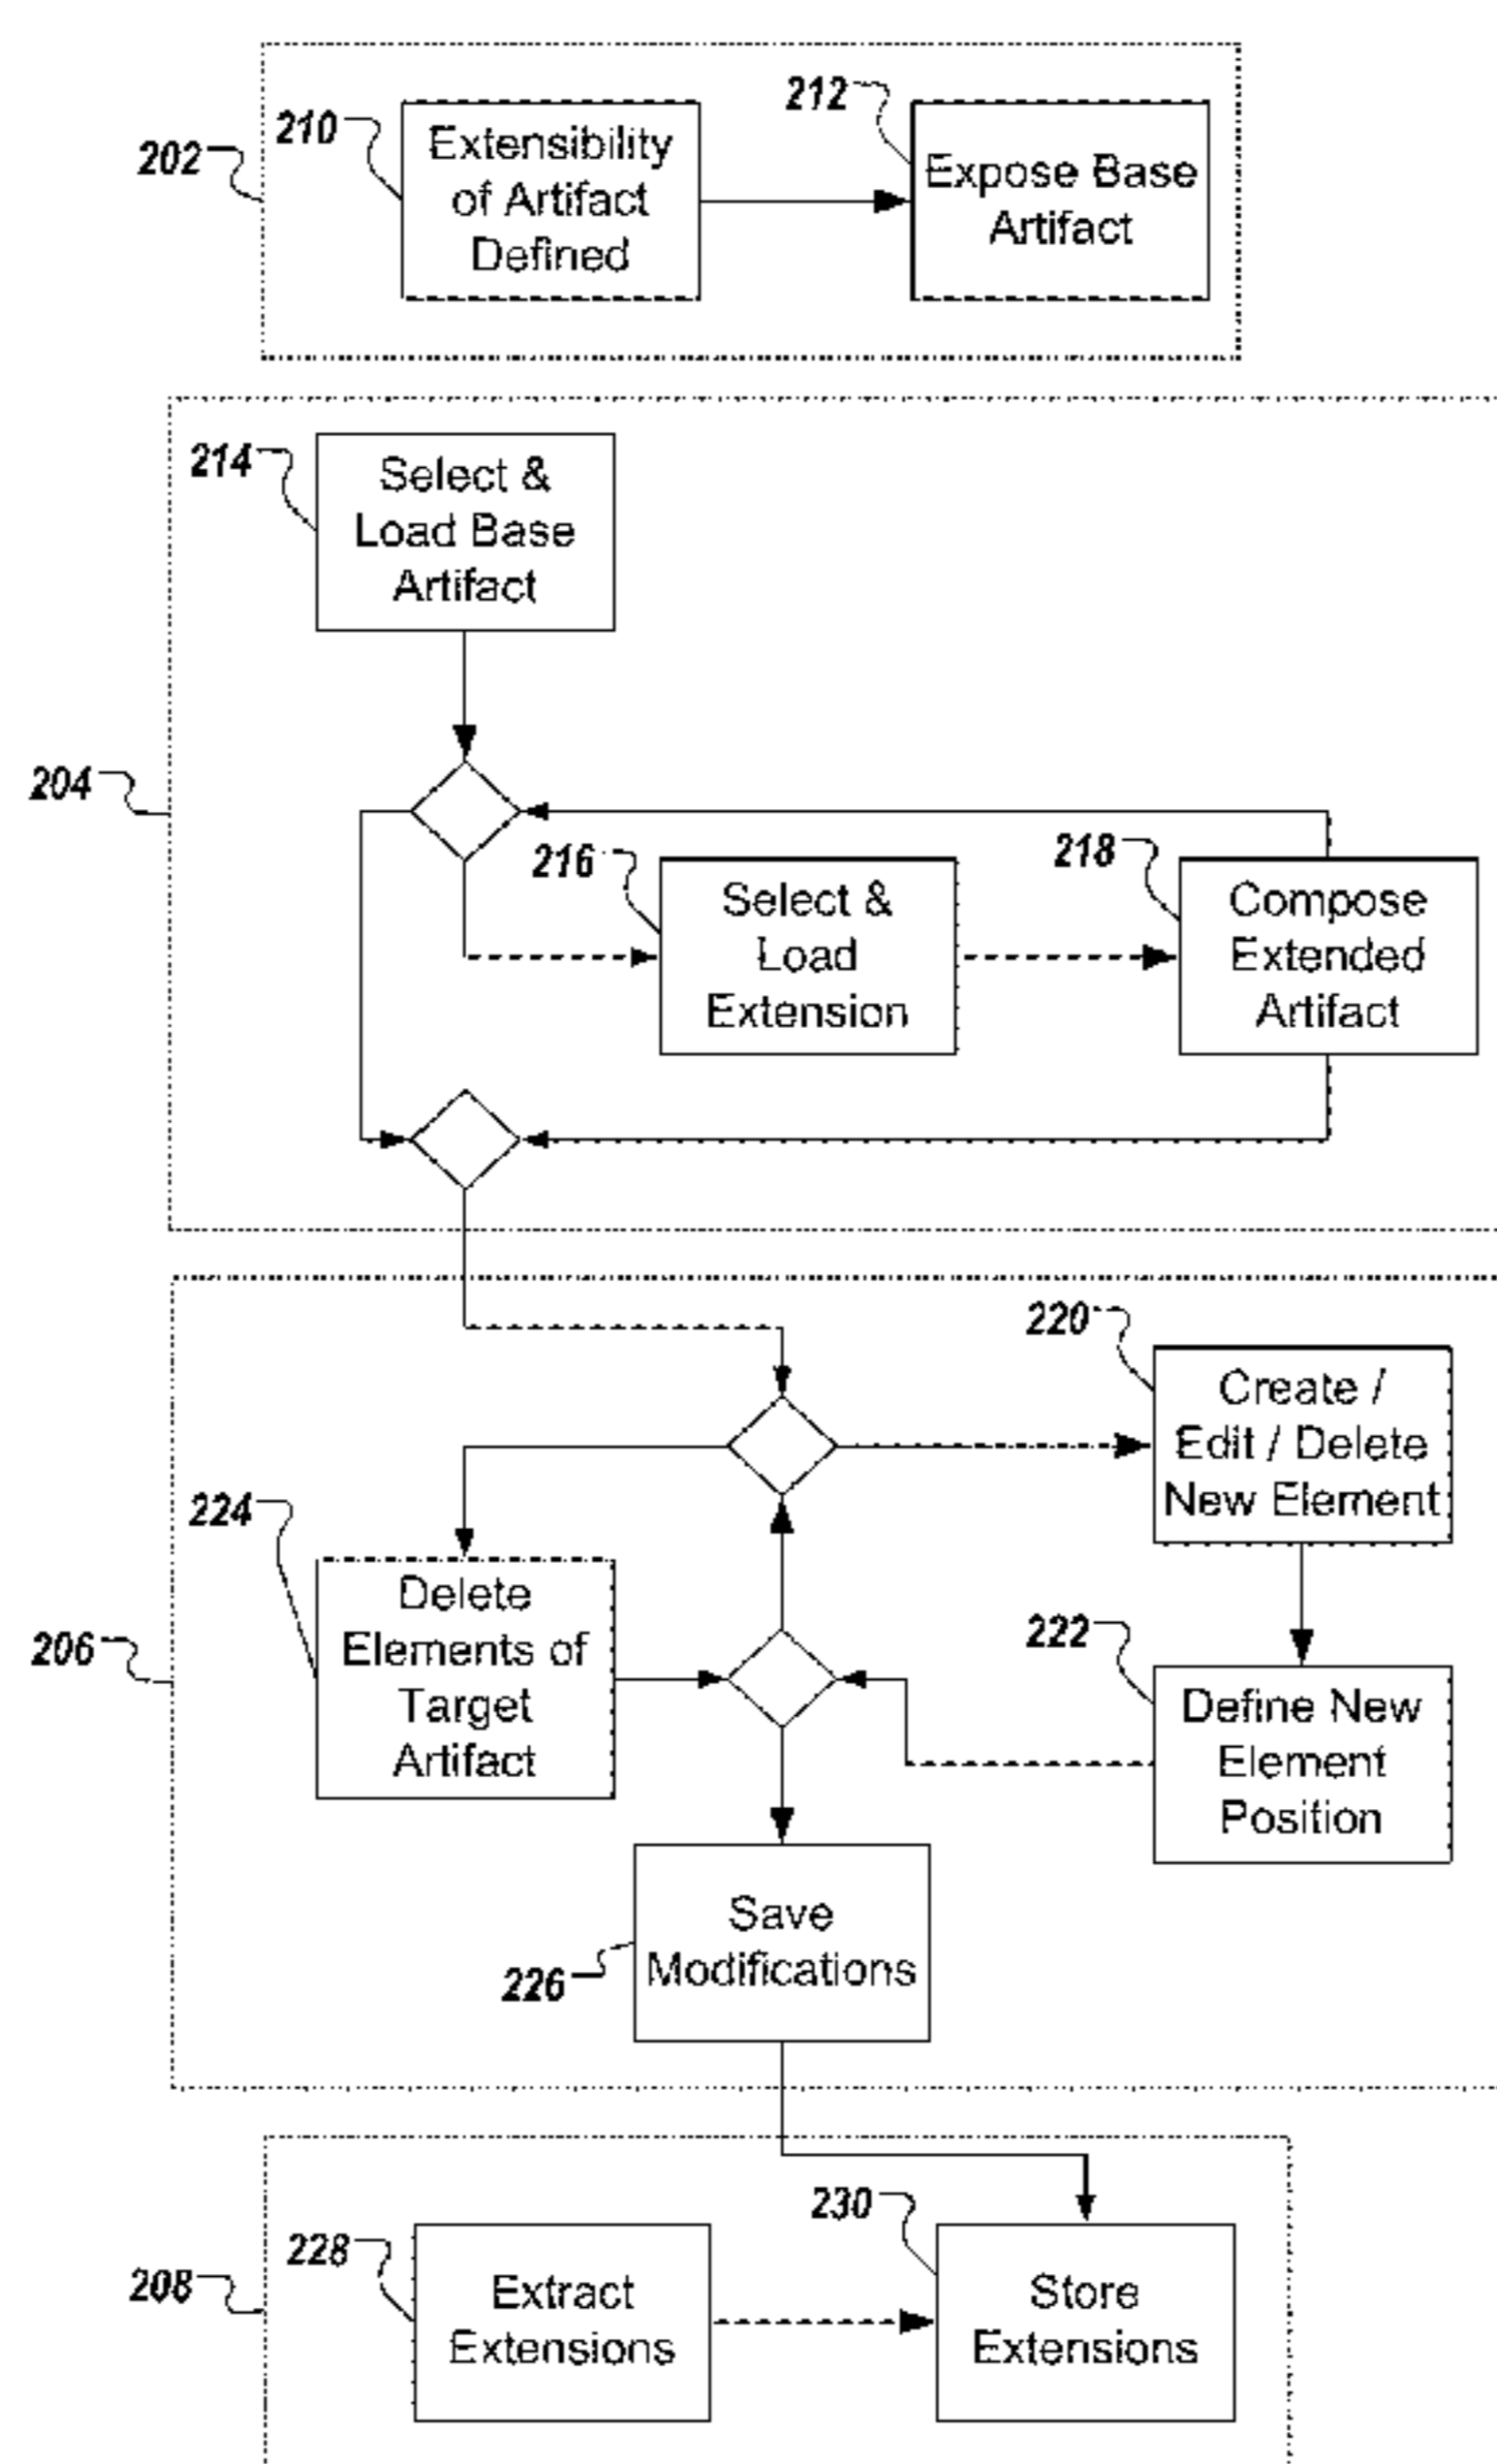 202
210
Extensibility
of Artifact
Defined
212
Expose Base
Artifact
204
214
Select &
Load Base
Artifact
216
Select &
Load
Extension
218
Compose
Extended
Artifact
206
220
Create /
Edit / Delete
New Element
224
Delete
Elements of
Target
Artifact
222
Define New
Element
Position
226
Save
Modifications
208
228
Extract
Extensions
230
Store
Extensions